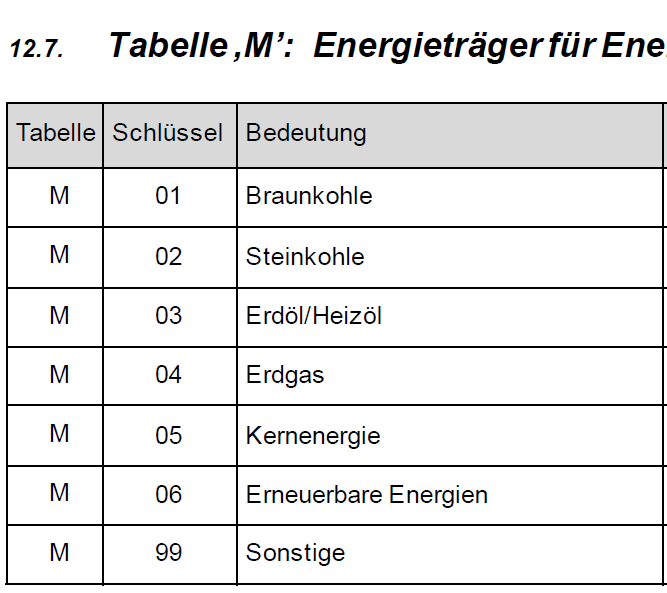 12.7. Tabelle ‚M’: Energieträger für Ene
Tabelle Schlüssel Bedeutung
M 01 Braunkohle
M 02 Steinkohle
M 03 Erdöl/Heizöl
M 04 Erdgas
M 05 Kernenergie
M 06 Erneuerbare Energien
M 99 Sonstige